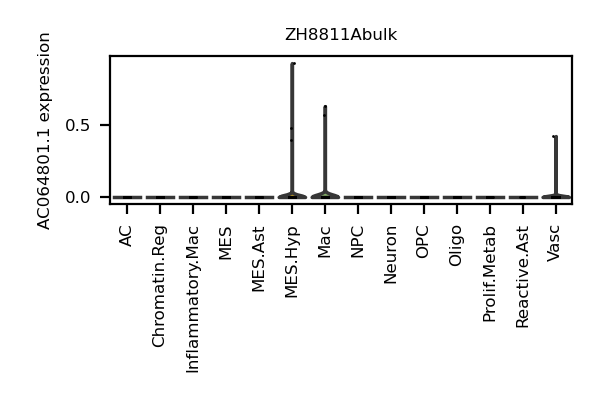 ZH8811Abulk
AC064801.1 expression
0.5
0.0
AC
Chromatin.Reg
Inflammatory.Mac
MES
MES.Ast
MES.Hyp
Mac
NPC
Neuron
OPC
Oligo
Prolif.Metab
Reactive.Ast
Vasc